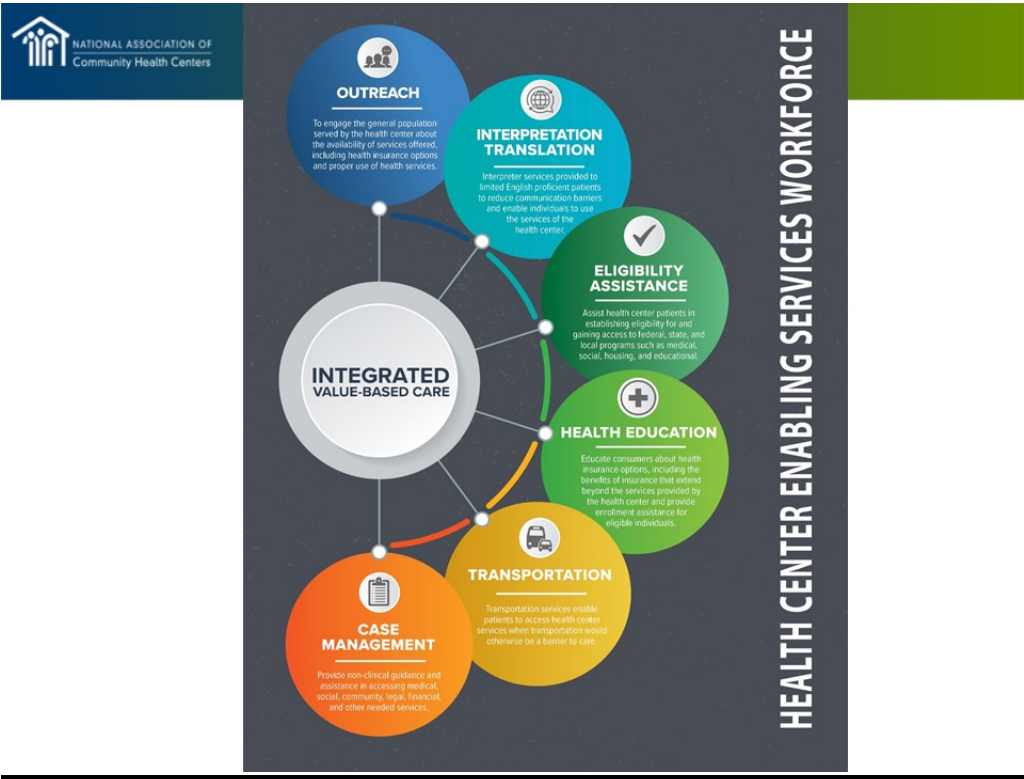 NATIONAL ASSOCIATION OF
Community Health Centers
OUTREACH
To engage the general population
served by the health center about
the availability of services offered,
including health insurance options
and proper use of health services.
INTERPRETATION
TRANSLATION
Interpreter services provided to
limited English proficient patients
to reduce communication barriers
and enable individuals to use
the services of the
health center.
ELIGIBILITY
ASSISTANCE
Assist health center patients in
establishing eligibility for and
gaining access to federal, state, and
local programs such as medical,
social, housing, and educational.
INTEGRATED
VALUE-BASED CARE
HEALTH EDUCATION
Educate consumers about health
insurance options, including the
benefits of insurance that extend
beyond the services provided by
the health center and provide
enrollment assistance for
eligible individuals.
TRANSPORTATION
Transportation services enable
patients to access health center
services when transportation would
otherwise be a barrier to care.
CASE
MANAGEMENT
Provide non-clinical guidance and
assistance in accessing medical,
social, community, legal, financial,
and other needed services.
HEALTH CENTER ENABLING SERVICES WORKFORCE